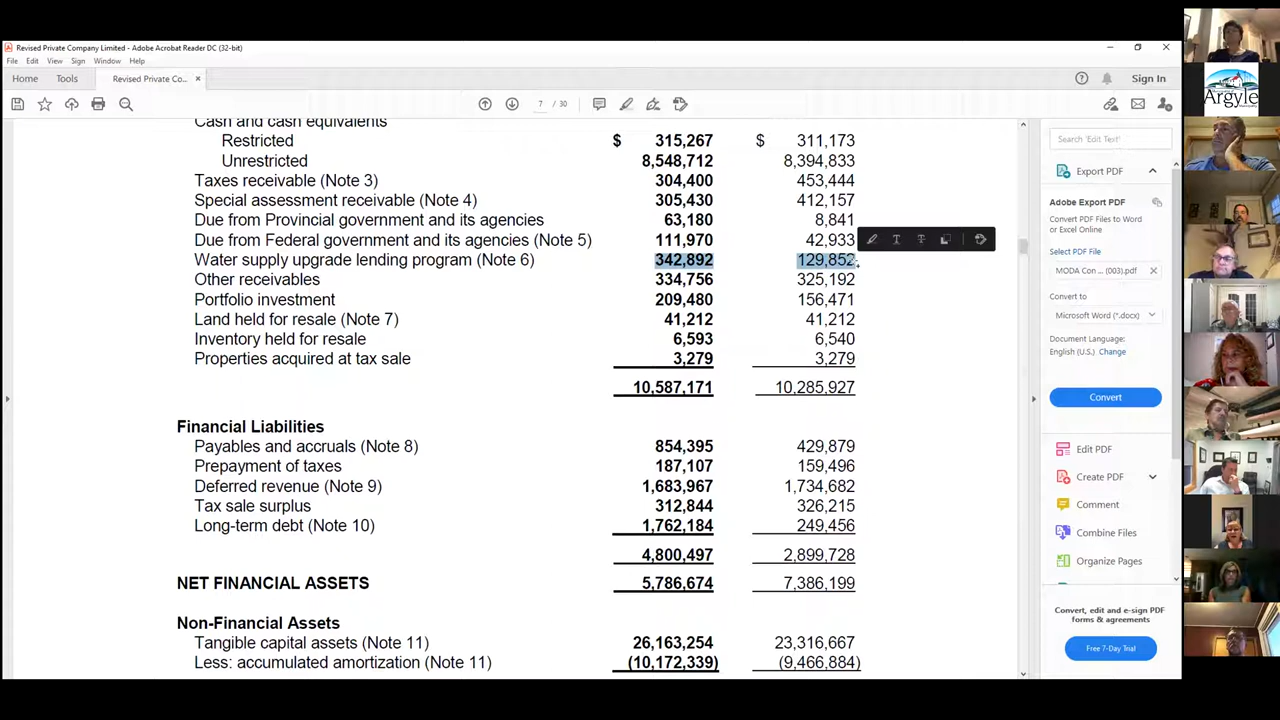 Revised Private Company Limited - Adobe Acrobat Reader DC (32-bit)
File Edit View Sign Window Help
Home Tools Revised Private Co... × Sign In
7 / 30
Cash and cash equivalents
Restricted $ 315,267 $ 311,173
Unrestricted 8,548,712 8,394,833
Taxes receivable (Note 3) 304,400 453,444
Special assessment receivable (Note 4) 305,430 412,157
Due from Provincial government and its agencies 63,180 8,841
Due from Federal government and its agencies (Note 5) 111,970 42,933
Water supply upgrade lending program (Note 6) 342,892 129,852
Other receivables 334,756 325,192
Portfolio investment 209,480 156,471
Land held for resale (Note 7) 41,212 41,212
Inventory held for resale 6,593 6,540
Properties acquired at tax sale 3,279 3,279
10,587,171 10,285,927
Financial Liabilities
Payables and accruals (Note 8) 854,395 429,879
Prepayment of taxes 187,107 159,496
Deferred revenue (Note 9) 1,683,967 1,734,682
Tax sale surplus 312,844 326,215
Long-term debt (Note 10) 1,762,184 249,456
4,800,497 2,899,728
NET FINANCIAL ASSETS 5,786,674 7,386,199
Non-Financial Assets
Tangible capital assets (Note 11) 26,163,254 23,316,667
Less: accumulated amortization (Note 11) (10,172,339) (9,466,884)
Search 'Edit Text'
Export PDF
Adobe Export PDF
Convert PDF Files to Word
or Excel Online
Select PDF File
MODA Con ... (003).pdf ×
Convert to
Microsoft Word (*.docx)
Document Language:
English (U.S.) Change
Convert
Edit PDF
Create PDF
Comment
Combine Files
Organize Pages
Convert, edit and e-sign PDF
forms & agreements
Free 7-Day Trial
Argyle